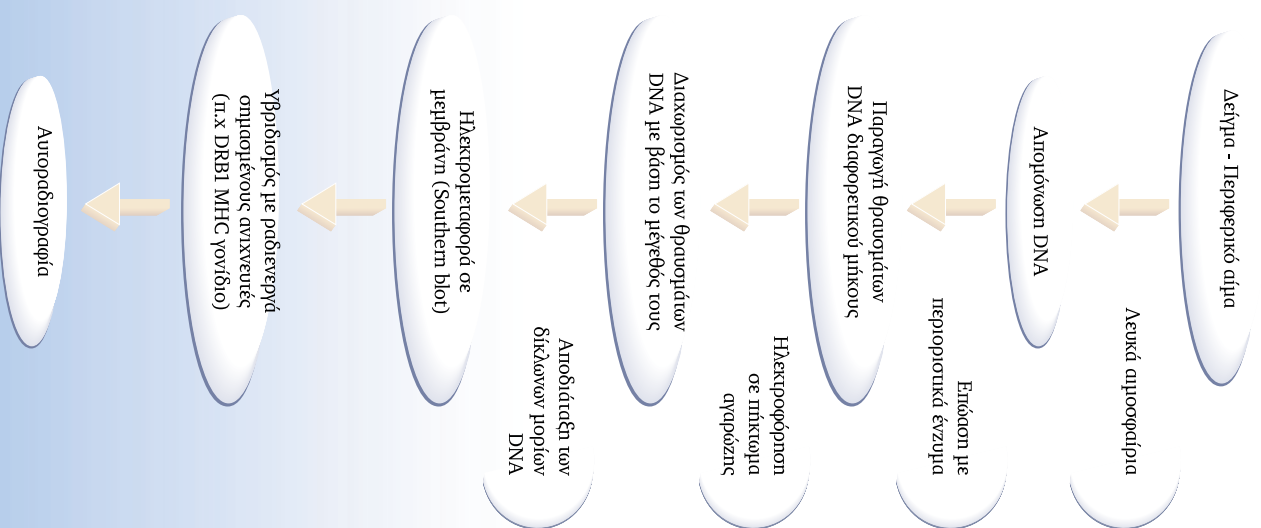 Δείγμα - Περιφερικό αίμα
Λευκά αιμοσφαίρια
Απομόνωση DNA
Επώαση με
περιοριστικά ένζυμα
Παραγωγή θραυσμάτων
DNA διαφορετικού μήκους
Ηλεκτροφόρηση
σε πήκτωμα
αγαρώζης
Διαχωρισμός των θραυσμάτων
DNA με βάση το μέγεθός τους
Αποδιάταξη των
δίκλωνων μορίων
DNA
Ηλεκτρομεταφορά σε
μεμβράνη (Southern blot)
Υβριδισμός με ραδιενεργά
σημασμένους ανιχνευτές
(π.χ DRB1 MHC γονίδιο)
Αυτοραδιογραφία